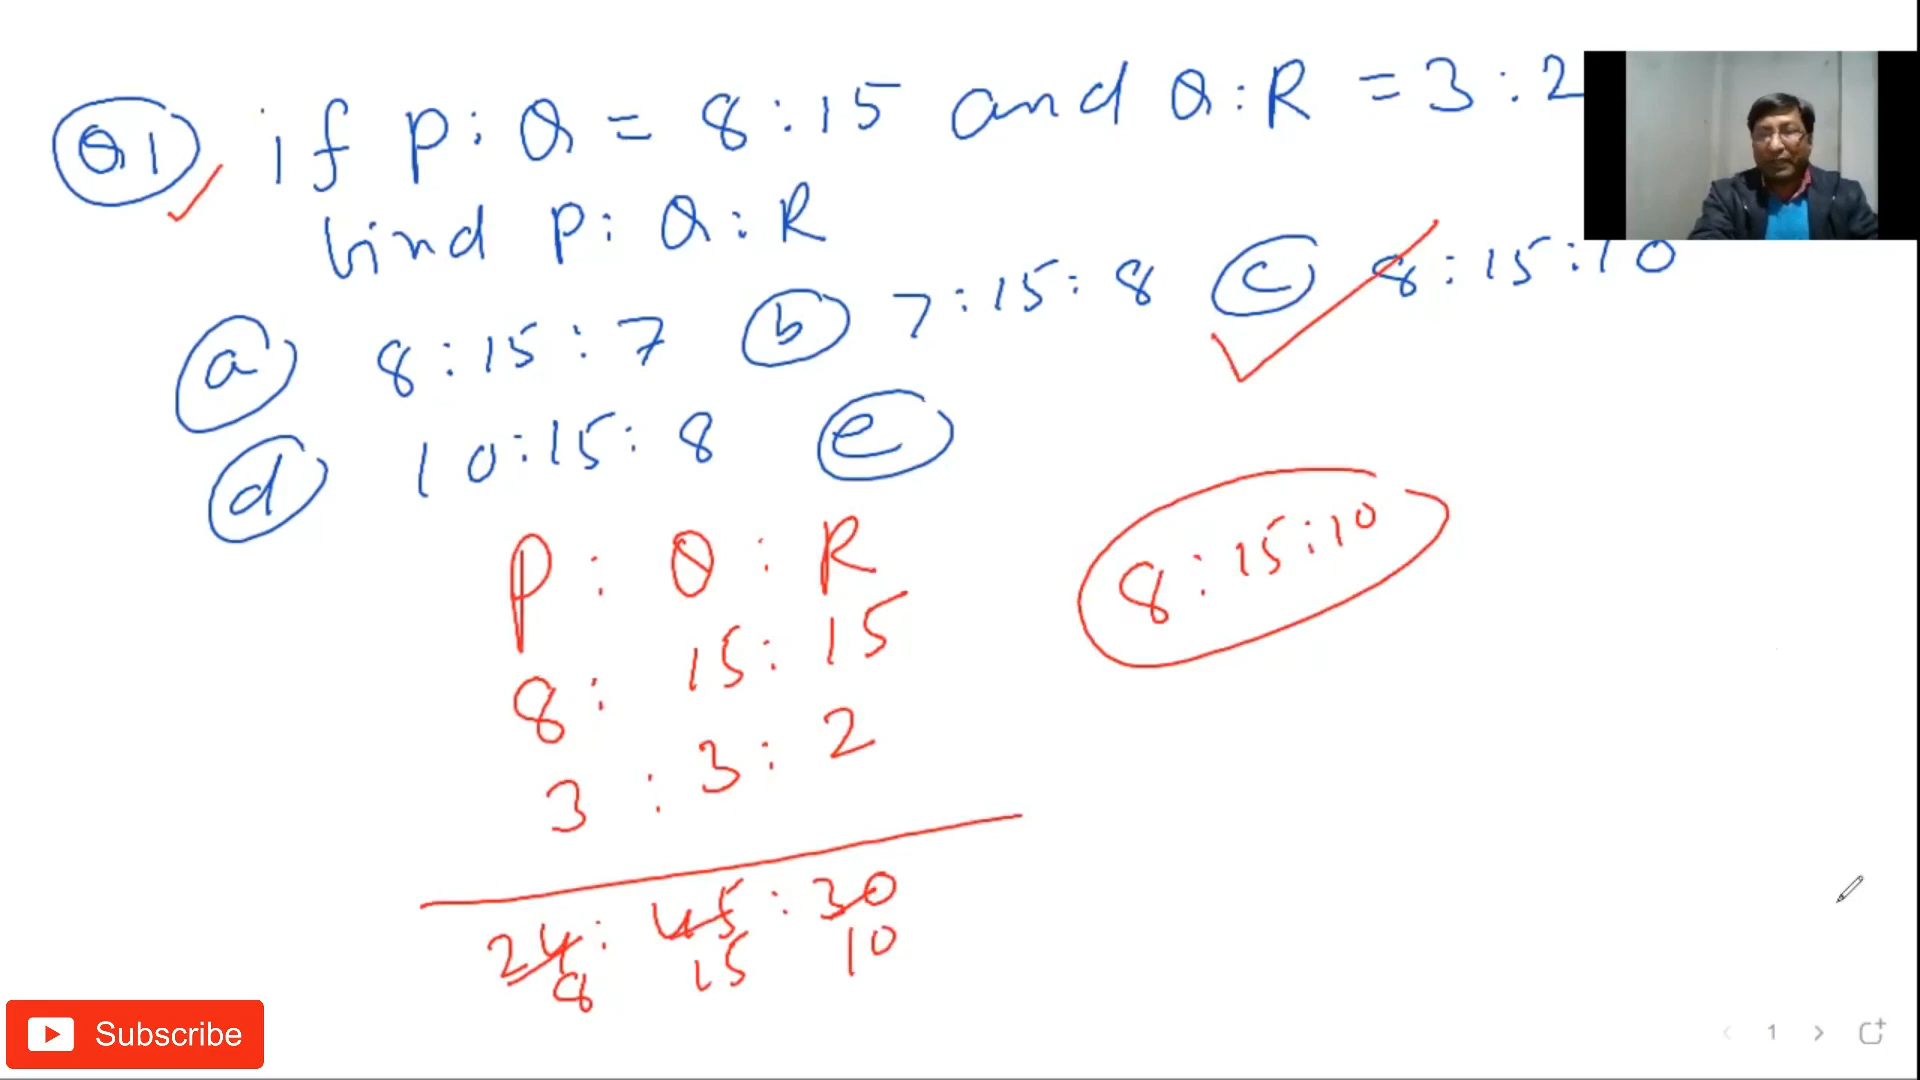 Q1 if P : Q = 8 : 15 and Q : R = 3 : 2
find P : Q : R
a 8 : 15 : 7 b 7 : 15 : 8 c 8 : 15 : 10
d 10 : 15 : 8 e
P : Q : R
8 : 15 : 15
3 : 3 : 2
24 : 45 : 30
8 15 10
8 : 15 : 10
Subscribe
1